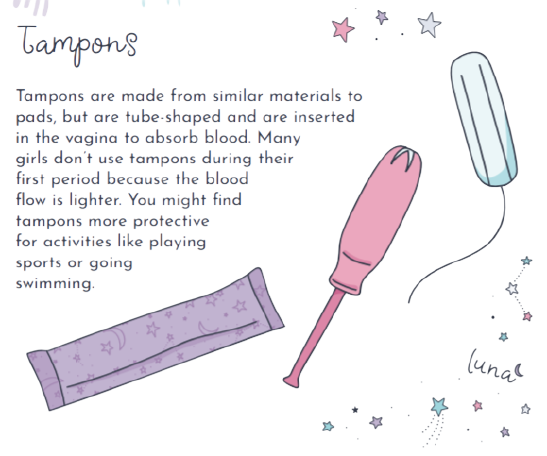 Tampons
Tampons are made from similar materials to
pads, but are tube-shaped and are inserted
in the vagina to absorb blood. Many
girls don't use tampons during their
first period because the blood
flow is lighter. You might find
tampons more protective
for activities like playing
sports or going
swimming.
luna